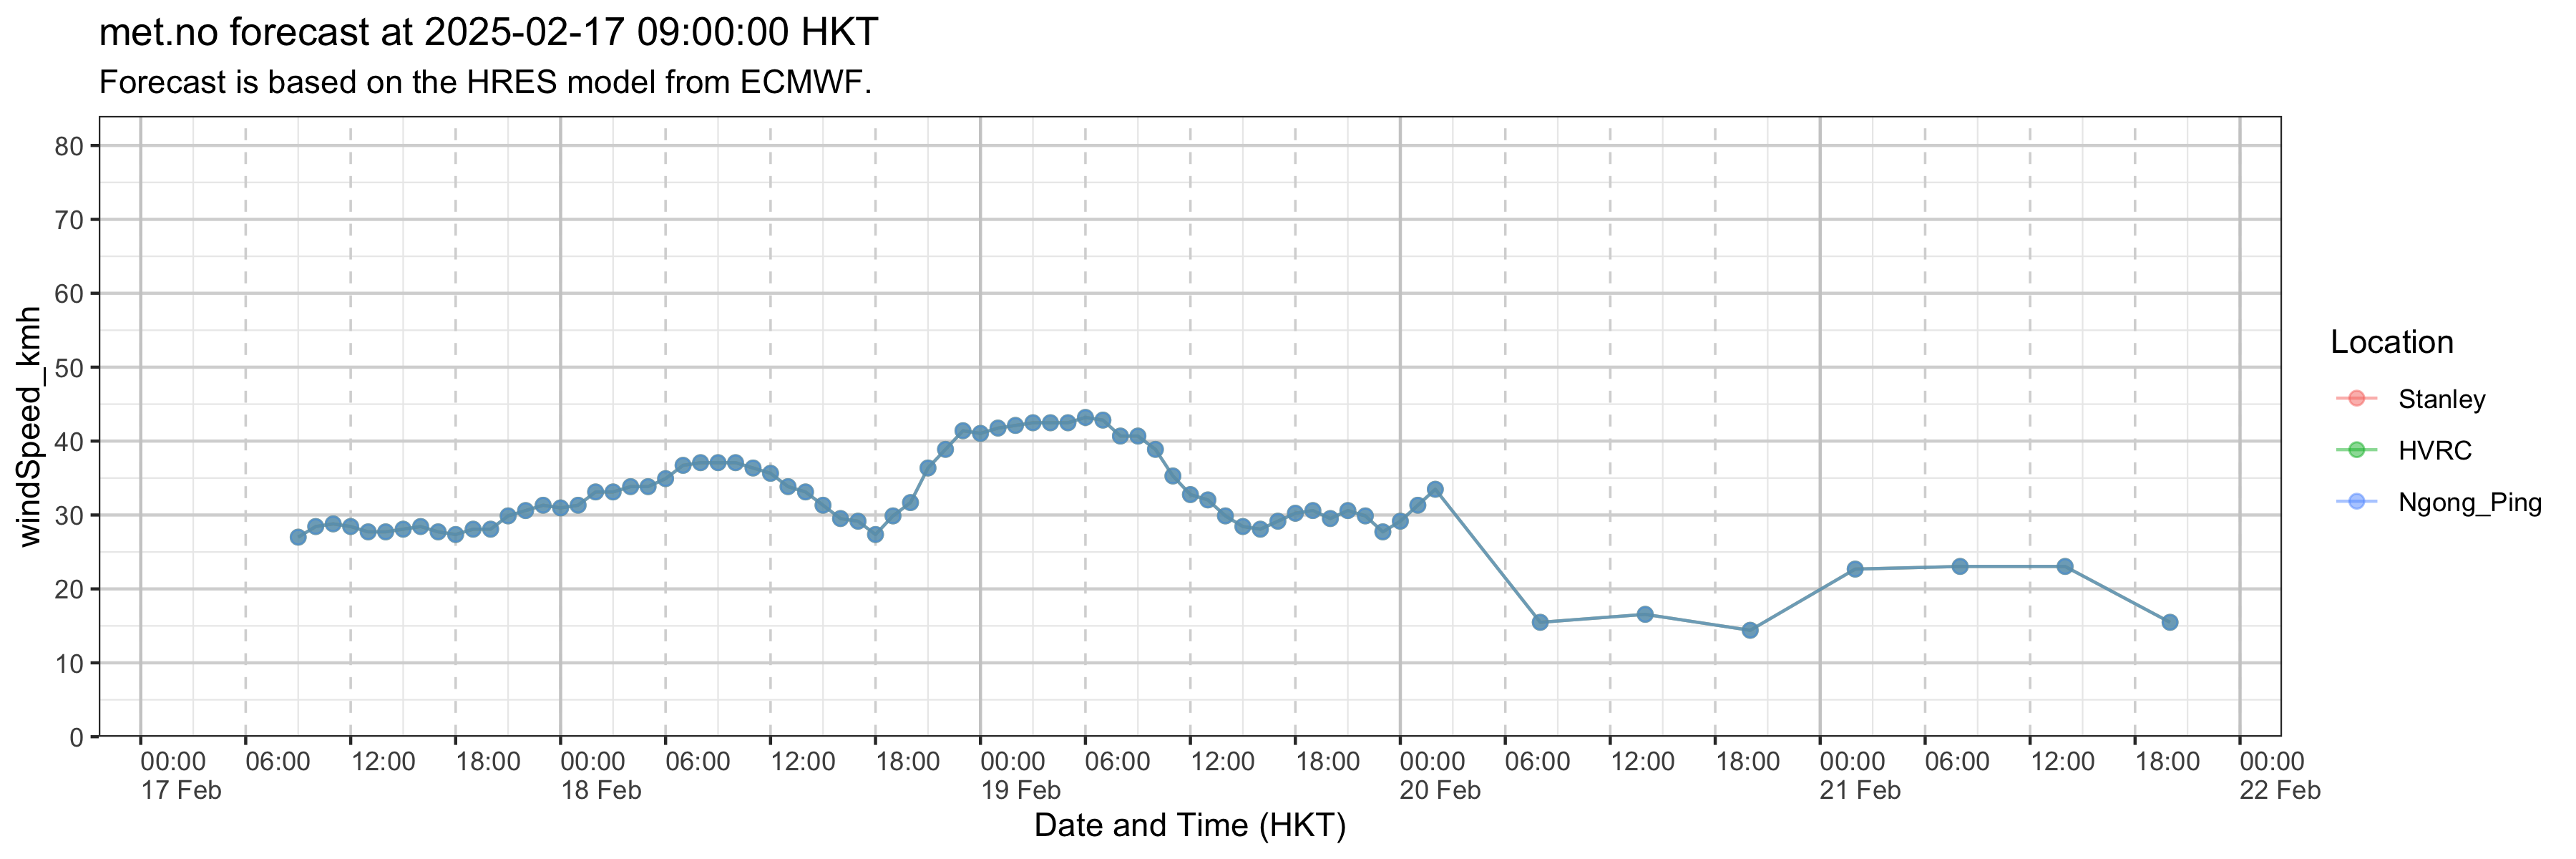 met.no forecast at 2025-02-17 09:00:00 HKT
Forecast is based on the HRES model from ECMWF.
80
70
60
50
40
30
20
10
0
windSpeed_kmh
00:00 06:00 12:00 18:00 00:00 06:00 12:00 18:00 00:00 06:00 12:00 18:00 00:00 06:00 12:00 18:00 00:00 06:00 12:00 18:00 00:00
17 Feb 18 Feb 19 Feb 20 Feb 21 Feb 22 Feb
Date and Time (HKT)
Location
Stanley
HVRC
Ngong_Ping